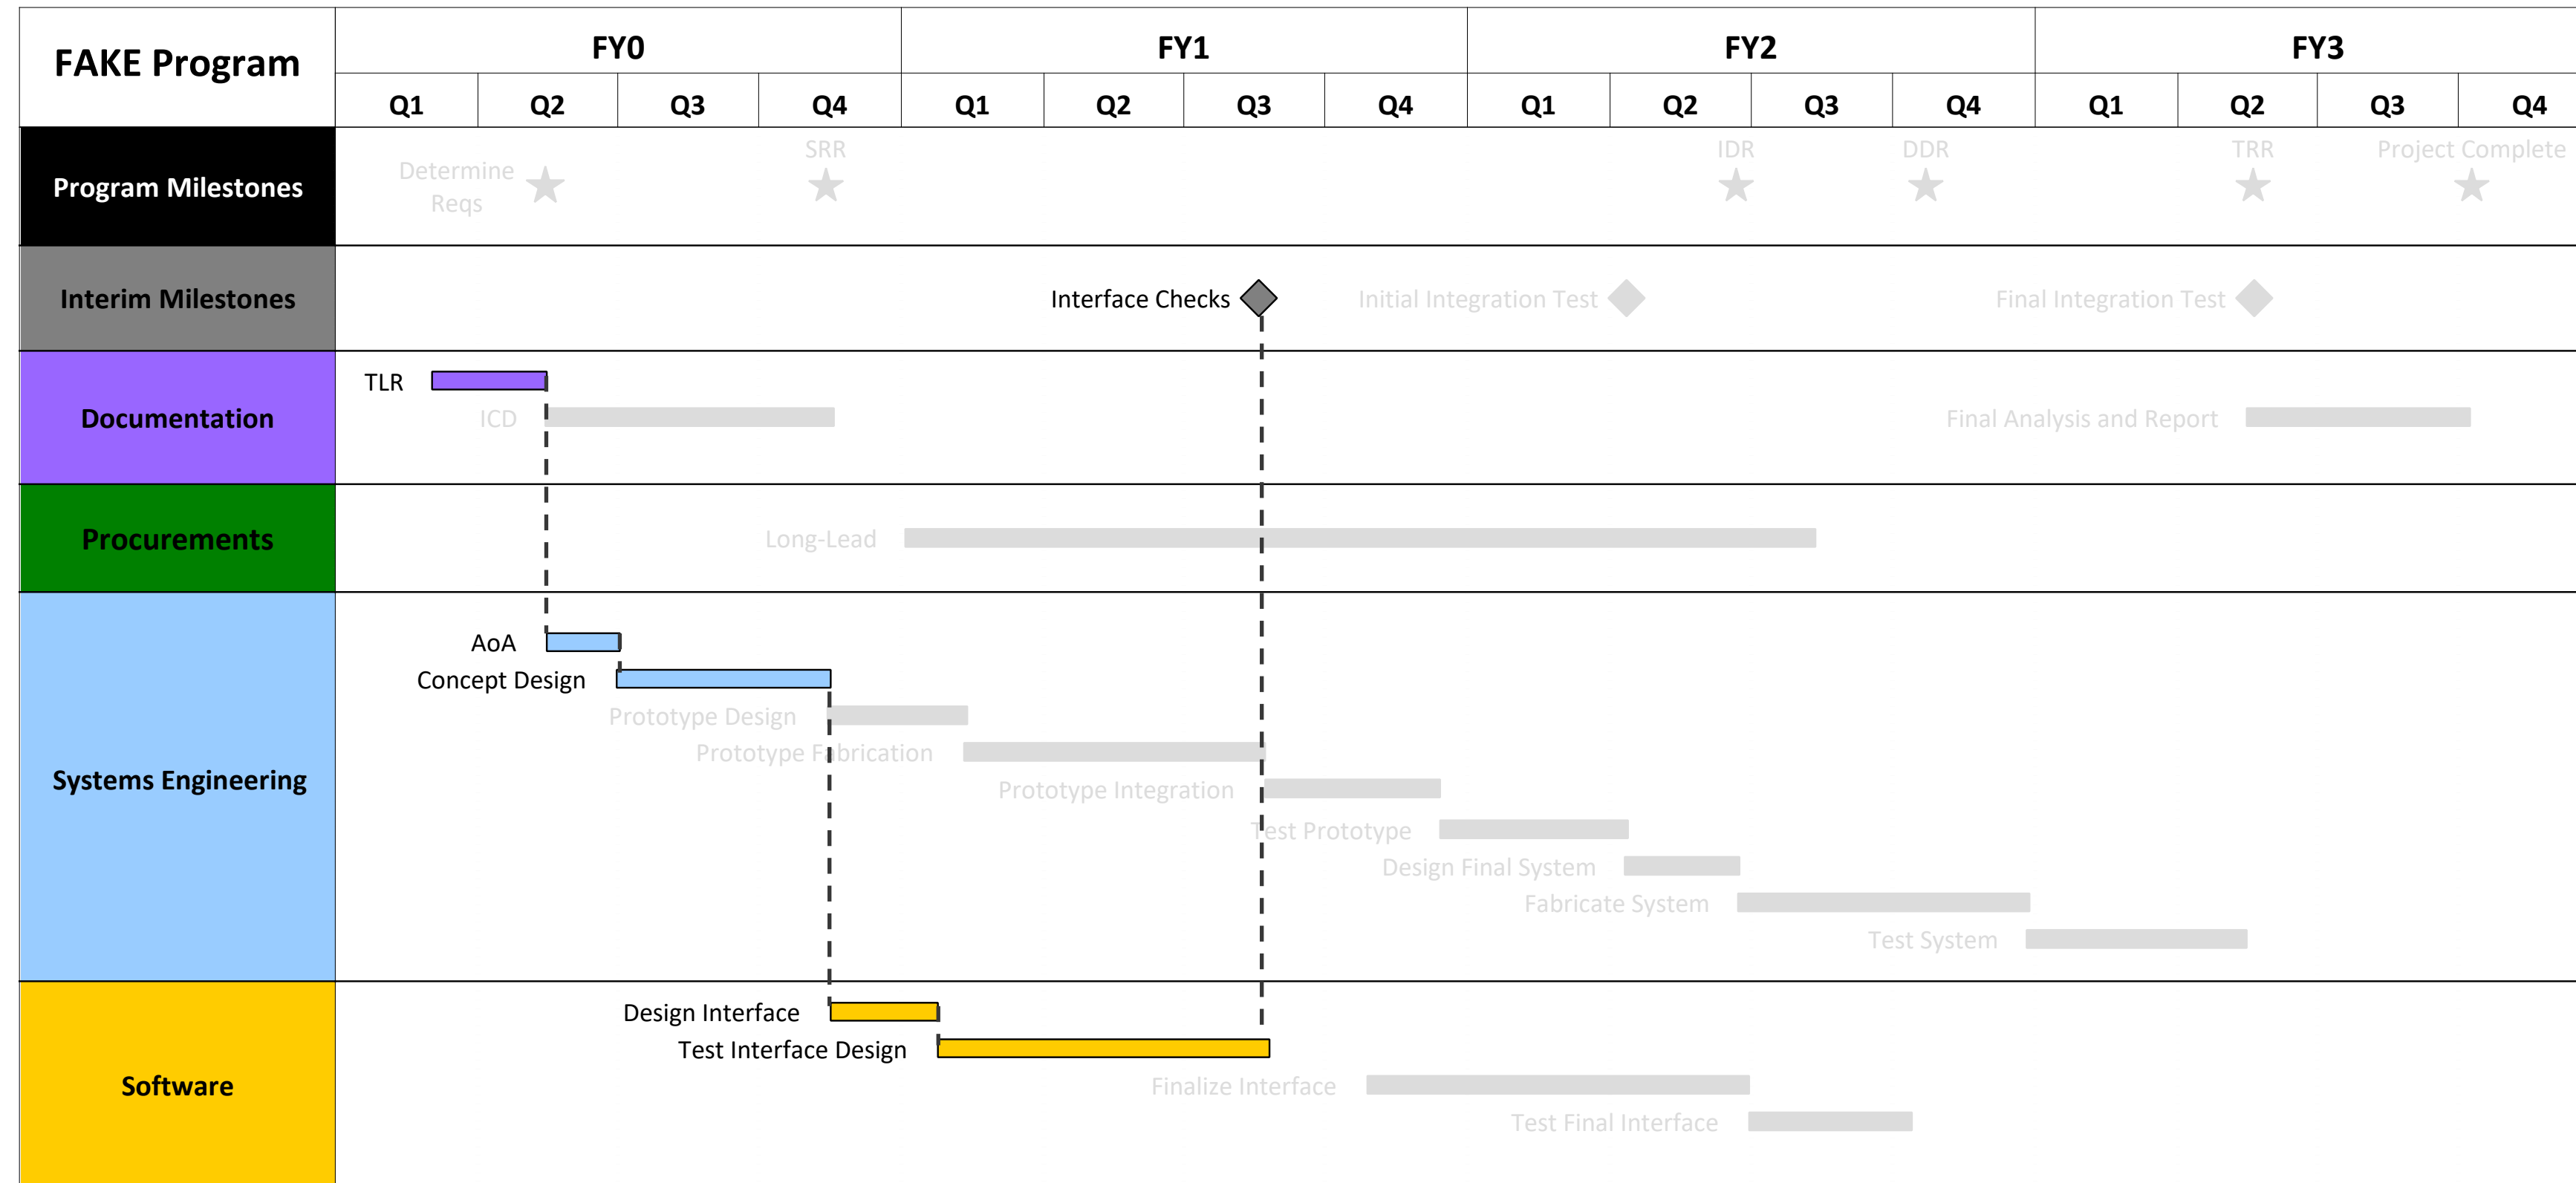 FAKE Program
FY0 FY1 FY2 FY3
Q1 Q2 Q3 Q4 Q1 Q2 Q3 Q4 Q1 Q2 Q3 Q4 Q1 Q2 Q3 Q4
Program Milestones
Determine
Reqs
SRR
IDR
DDR
TRR
Project Complete
Interim Milestones
Interface Checks
Initial Integration Test
Final Integration Test
Documentation
TLR
ICD
Final Analysis and Report
Procurements
Long-Lead
Systems Engineering
AoA
Concept Design
Prototype Design
Prototype Fabrication
Prototype Integration
Test Prototype
Design Final System
Fabricate System
Test System
Software
Design Interface
Test Interface Design
Finalize Interface
Test Final Interface